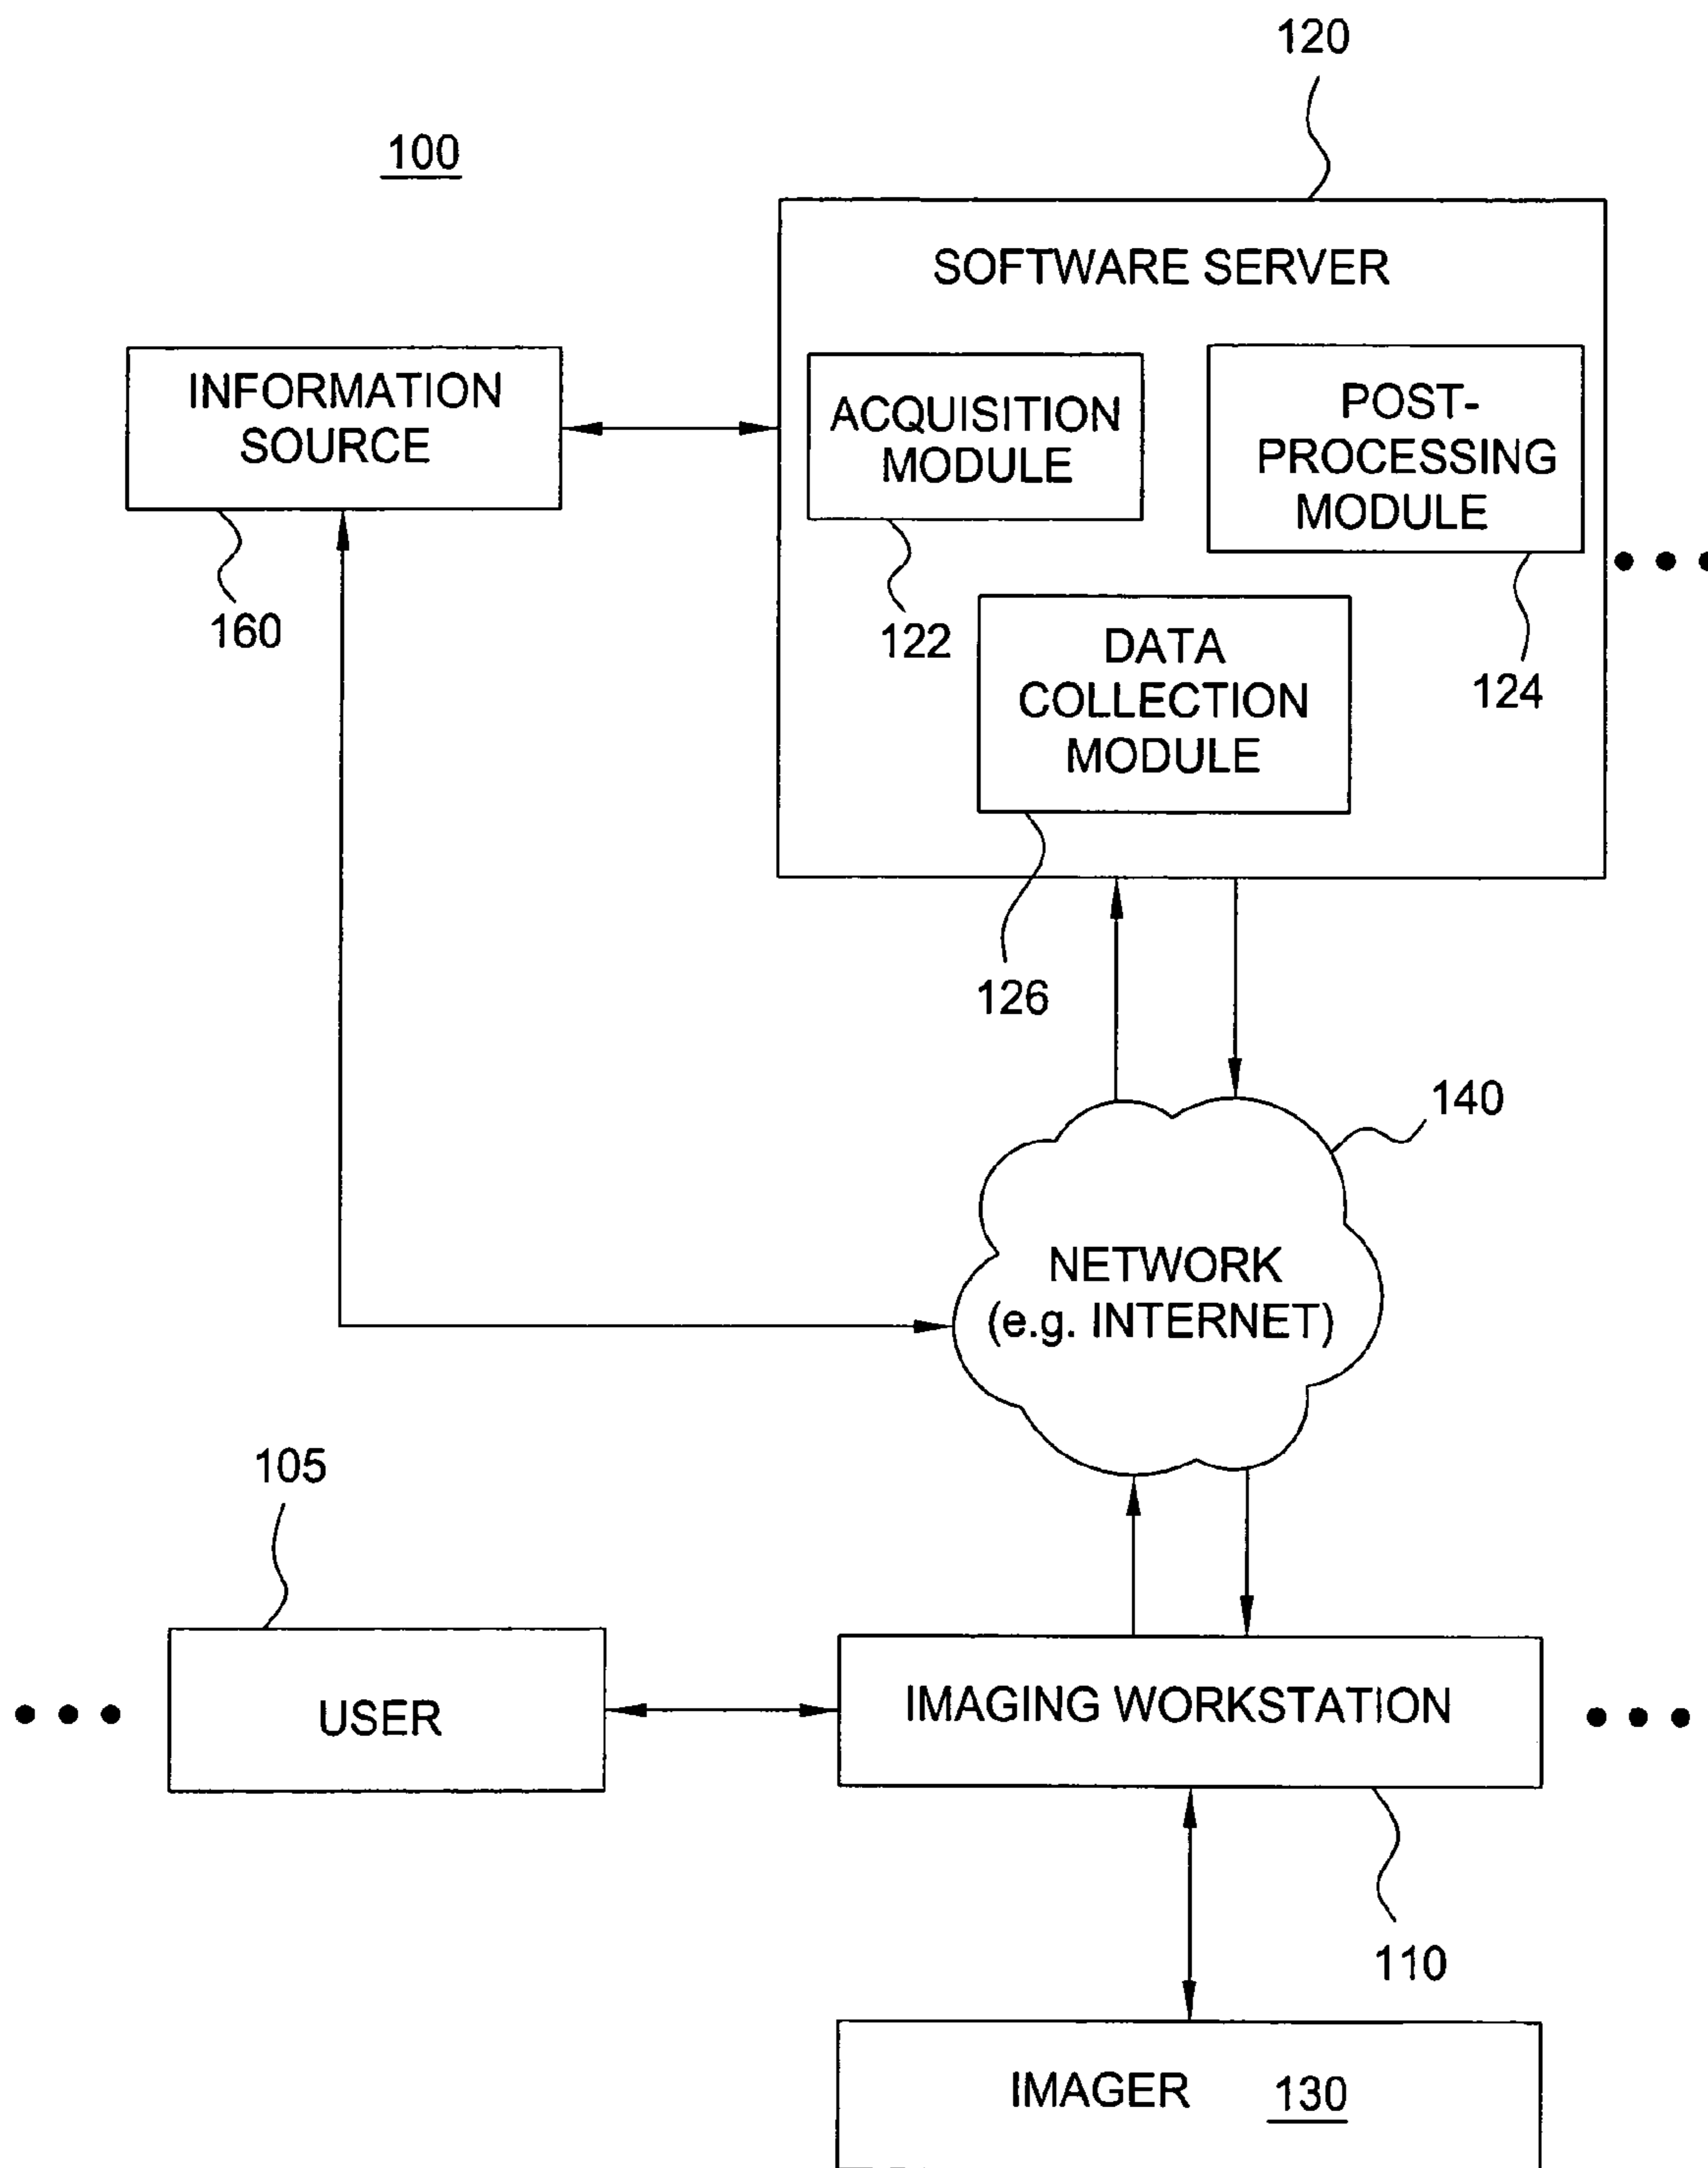 120
100
SOFTWARE SERVER
INFORMATION
SOURCE
ACQUISITION
MODULE
POST-
PROCESSING
MODULE
160
122
DATA
COLLECTION
MODULE
124
126
140
NETWORK
(e.g. INTERNET)
105
USER
IMAGING WORKSTATION
110
IMAGER 130